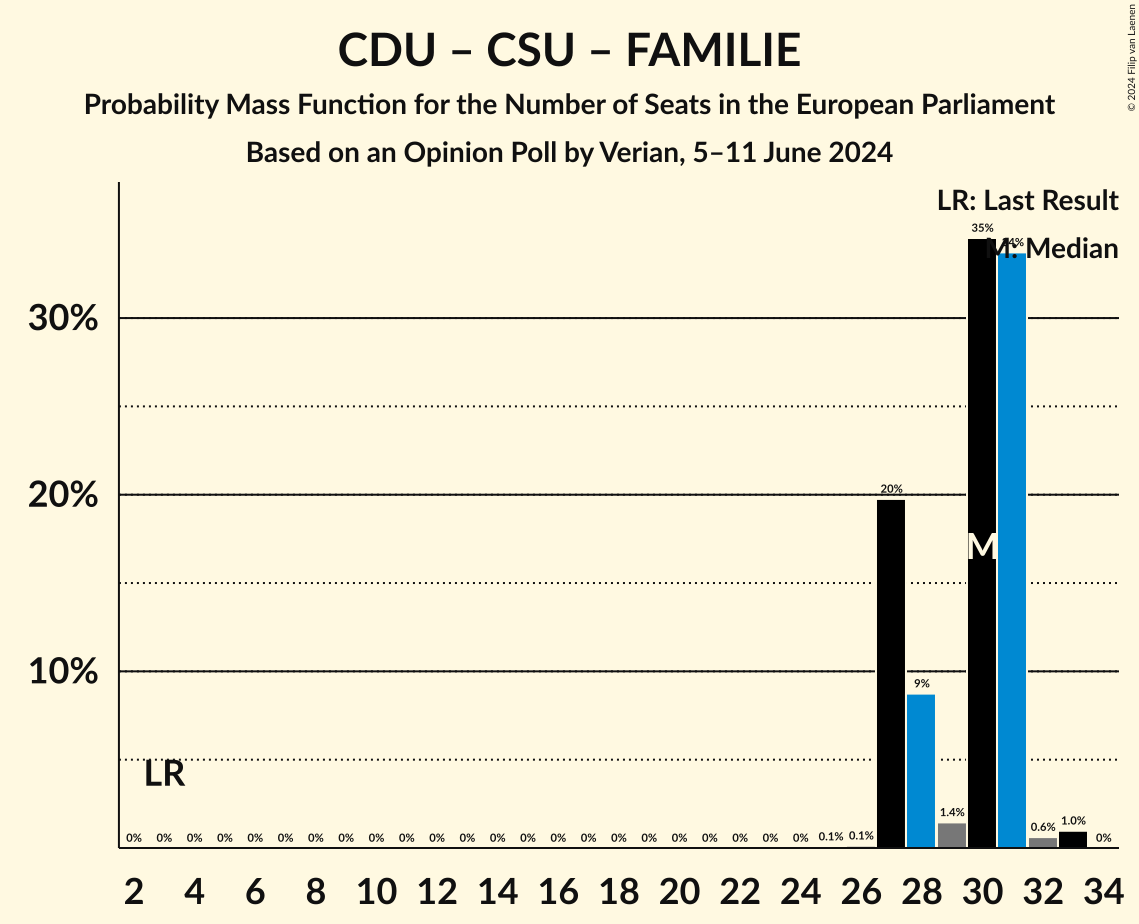 © 2024 Filip van Laenen
CDU – CSU – FAMILIE
Probability Mass Function for the Number of Seats in the European Parliament
Based on an Opinion Poll by Verian, 5–11 June 2024
LR: Last Result
M: Median
35%
34%
30%
20%
20%
M
10%
9%
LR
0% 0% 0% 0% 0% 0% 0% 0% 0% 0% 0% 0% 0% 0% 0% 0% 0% 0% 0% 0% 0% 0% 0% 0.1% 0.1% 1.4% 0.6% 1.0% 0%
2 4 6 8 10 12 14 16 18 20 22 24 26 28 30 32 34